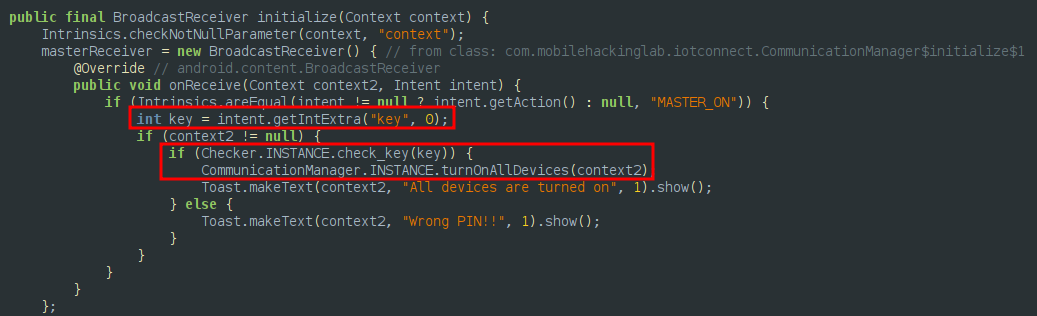 public final BroadcastReceiver initialize(Context context) {
    Intrinsics.checkNotNullParameter(context, "context");
    masterReceiver = new BroadcastReceiver() { // from class: com.mobilehackinglab.iotconnect.CommunicationManager$initialize$1
        @Override // android.content.BroadcastReceiver
        public void onReceive(Context context2, Intent intent) {
            if (Intrinsics.areEqual(intent != null ? intent.getAction() : null, "MASTER_ON")) {
                int key = intent.getIntExtra("key", 0);
                if (context2 != null) {
                    if (Checker.INSTANCE.check_key(key)) {
                        CommunicationManager.INSTANCE.turnOnAllDevices(context2)
                        Toast.makeText(context2, "All devices are turned on", 1).show();
                    } else {
                        Toast.makeText(context2, "Wrong PIN!!", 1).show();
                    }
                }
            }
        }
    };